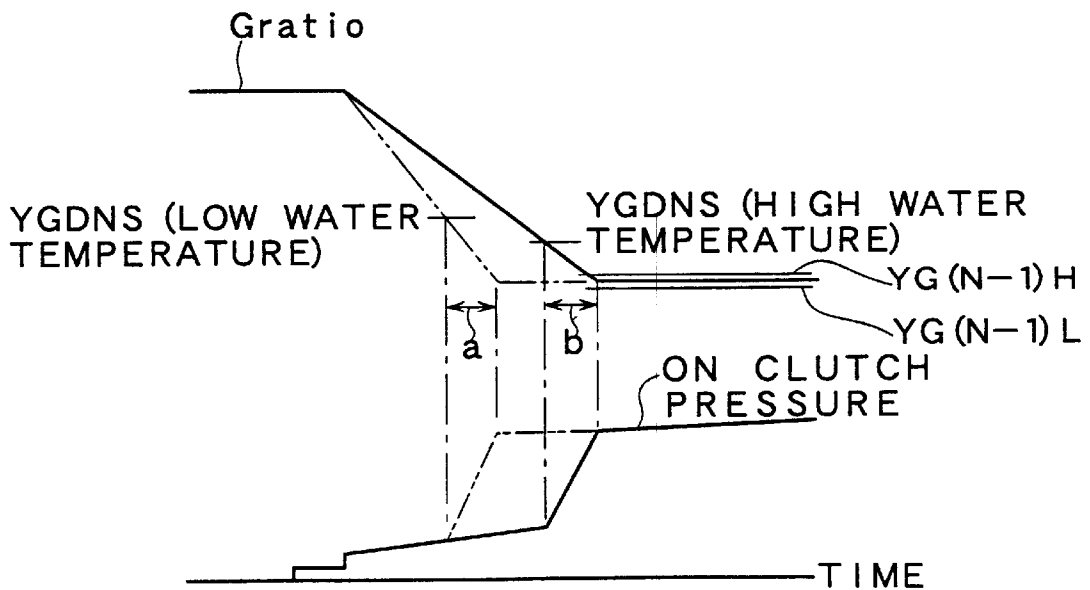 Gratio
YGDNS (LOW WATER
TEMPERATURE)
YGDNS (HIGH WATER
TEMPERATURE)
YG(N-1)H
YG(N-1)L
a
b
ON CLUTCH
PRESSURE
TIME